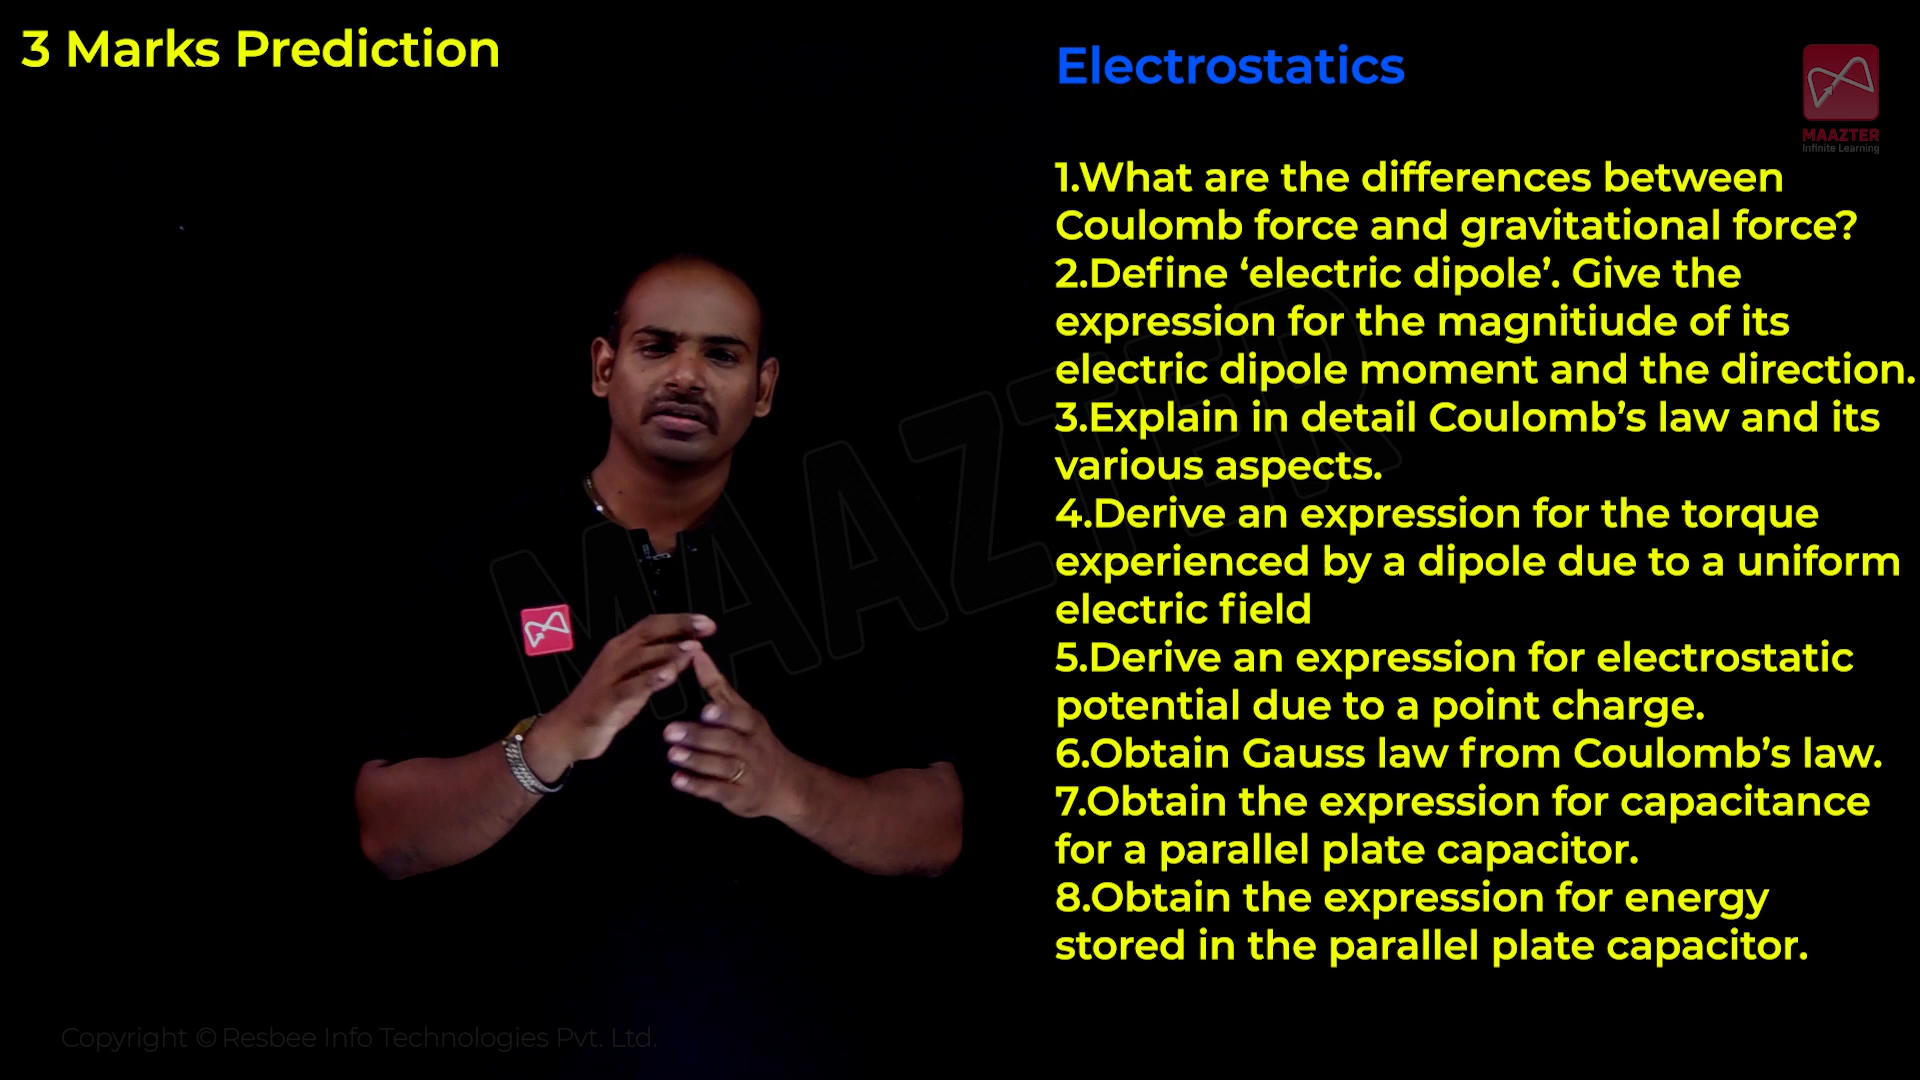 3 Marks Prediction
Electrostatics
MAAZTER
Infinite Learning
1.What are the differences between
Coulomb force and gravitational force?
2.Define ‘electric dipole’. Give the
expression for the magnitiude of its
electric dipole moment and the direction.
3.Explain in detail Coulomb’s law and its
various aspects.
4.Derive an expression for the torque
experienced by a dipole due to a uniform
electric field
5.Derive an expression for electrostatic
potential due to a point charge.
6.Obtain Gauss law from Coulomb’s law.
7.Obtain the expression for capacitance
for a parallel plate capacitor.
8.Obtain the expression for energy
stored in the parallel plate capacitor.
MAAZTER
Copyright © Resbee Info Technologies Pvt. Ltd.